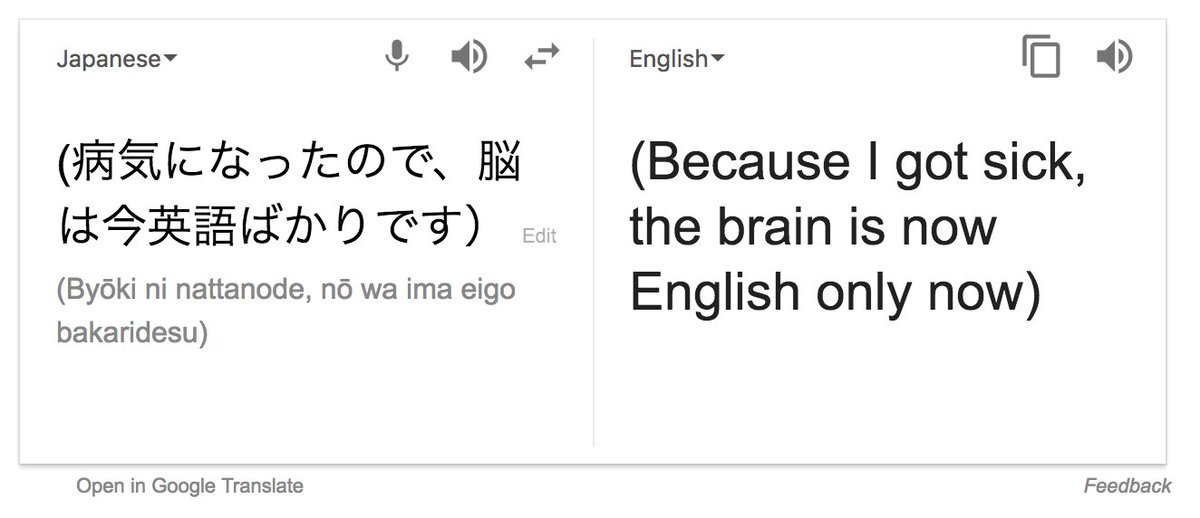 Japanese
English
(病気になったので、脳
は今英語ばかりです）
Edit
(Byōki ni nattanode, nō wa ima eigo
bakaridesu)
(Because I got sick,
the brain is now
English only now)
Open in Google Translate
Feedback